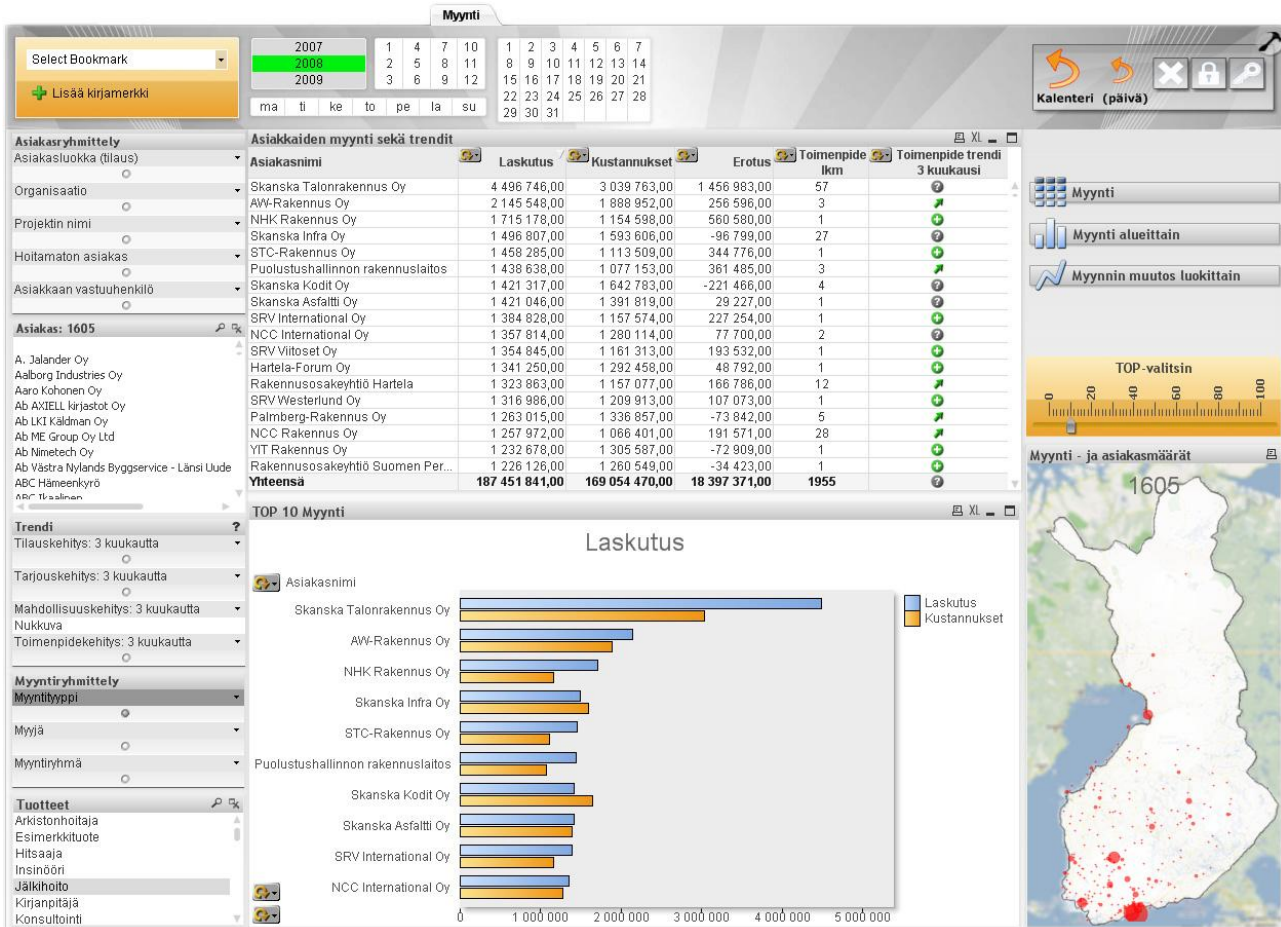 Myynti
Select Bookmark
Lisää kirjamerkki
2007
2008
2009
1 4 7 10
2 5 8 11
3 6 9 12
ma ti ke to pe la su
1 2 3 4 5 6 7
8 9 10 11 12 13 14
15 16 17 18 19 20 21
22 23 24 25 26 27 28
29 30 31
Kalenteri (päivä)
Asiakasryhmittely
Asiakasluokka (tilaus)
Organisaatio
Projektin nimi
Hoitamaton asiakas
Asiakkaan vastuuhenkilö
Asiakas: 1605
A. Jalander Oy
Aalborg Industries Oy
Aaro Kohonen Oy
Ab AXIELL kirjastot Oy
Ab LKI Käldman Oy
Ab ME Group Oy Ltd
Ab Nimetech Oy
Ab Västra Nylands Byggservice - Länsi Uude
ABC Hämeenkyrö
ABC Ikaalinen
Trendi ?
Tilauskehitys: 3 kuukautta
Tarjouskehitys: 3 kuukautta
Mahdollisuuskehitys: 3 kuukautta
Nukkuva
Toimenpidekehitys: 3 kuukautta
Myyntiryhmittely
Myyntityyppi
Myyjä
Myyntiryhmä
Tuotteet
Arkistonhoitaja
Esimerkkituote
Hitsaaja
Insinööri
Jälkihoito
Kirjanpitäjä
Konsultointi
Asiakkaiden myynti sekä trendit XL
Asiakasnimi Laskutus Kustannukset Erotus Toimenpide lkm Toimenpide trendi 3 kuukausi
Skanska Talonrakennus Oy 4 496 746,00 3 039 763,00 1 456 983,00 57
AW-Rakennus Oy 2 145 548,00 1 888 952,00 256 596,00 3
NHK Rakennus Oy 1 715 178,00 1 154 598,00 560 580,00 1
Skanska Infra Oy 1 496 807,00 1 593 606,00 -96 799,00 27
STC-Rakennus Oy 1 458 285,00 1 113 509,00 344 776,00 1
Puolustushallinnon rakennuslaitos 1 438 638,00 1 077 153,00 361 485,00 3
Skanska Kodit Oy 1 421 317,00 1 642 783,00 -221 466,00 4
Skanska Asfaltti Oy 1 421 046,00 1 391 819,00 29 227,00 1
SRV International Oy 1 384 828,00 1 157 574,00 227 254,00 1
NCC International Oy 1 357 814,00 1 280 114,00 77 700,00 2
SRV Viitoset Oy 1 354 845,00 1 161 313,00 193 532,00 1
Hartela-Forum Oy 1 341 250,00 1 292 458,00 48 792,00 1
Rakennusosakeyhtiö Hartela 1 323 863,00 1 157 077,00 166 786,00 12
SRV Westerlund Oy 1 316 986,00 1 209 913,00 107 073,00 1
Palmberg-Rakennus Oy 1 263 015,00 1 336 857,00 -73 842,00 5
NCC Rakennus Oy 1 257 972,00 1 066 401,00 191 571,00 28
YIT Rakennus Oy 1 232 678,00 1 305 587,00 -72 909,00 1
Rakennusosakeyhtiö Suomen Per... 1 226 126,00 1 260 549,00 -34 423,00 1
Yhteensä 187 451 841,00 169 054 470,00 18 397 371,00 1955
TOP 10 Myynti XL
Laskutus
Asiakasnimi
Skanska Talonrakennus Oy
AW-Rakennus Oy
NHK Rakennus Oy
Skanska Infra Oy
STC-Rakennus Oy
Puolustushallinnon rakennuslaitos
Skanska Kodit Oy
Skanska Asfaltti Oy
SRV International Oy
NCC International Oy
0 1 000 000 2 000 000 3 000 000 4 000 000 5 000 000
Laskutus
Kustannukset
Myynti
Myynti alueittain
Myynnin muutos luokittain
TOP-valitsin
0 20 40 60 80 100
Myynti - ja asiakasmäärät
1605